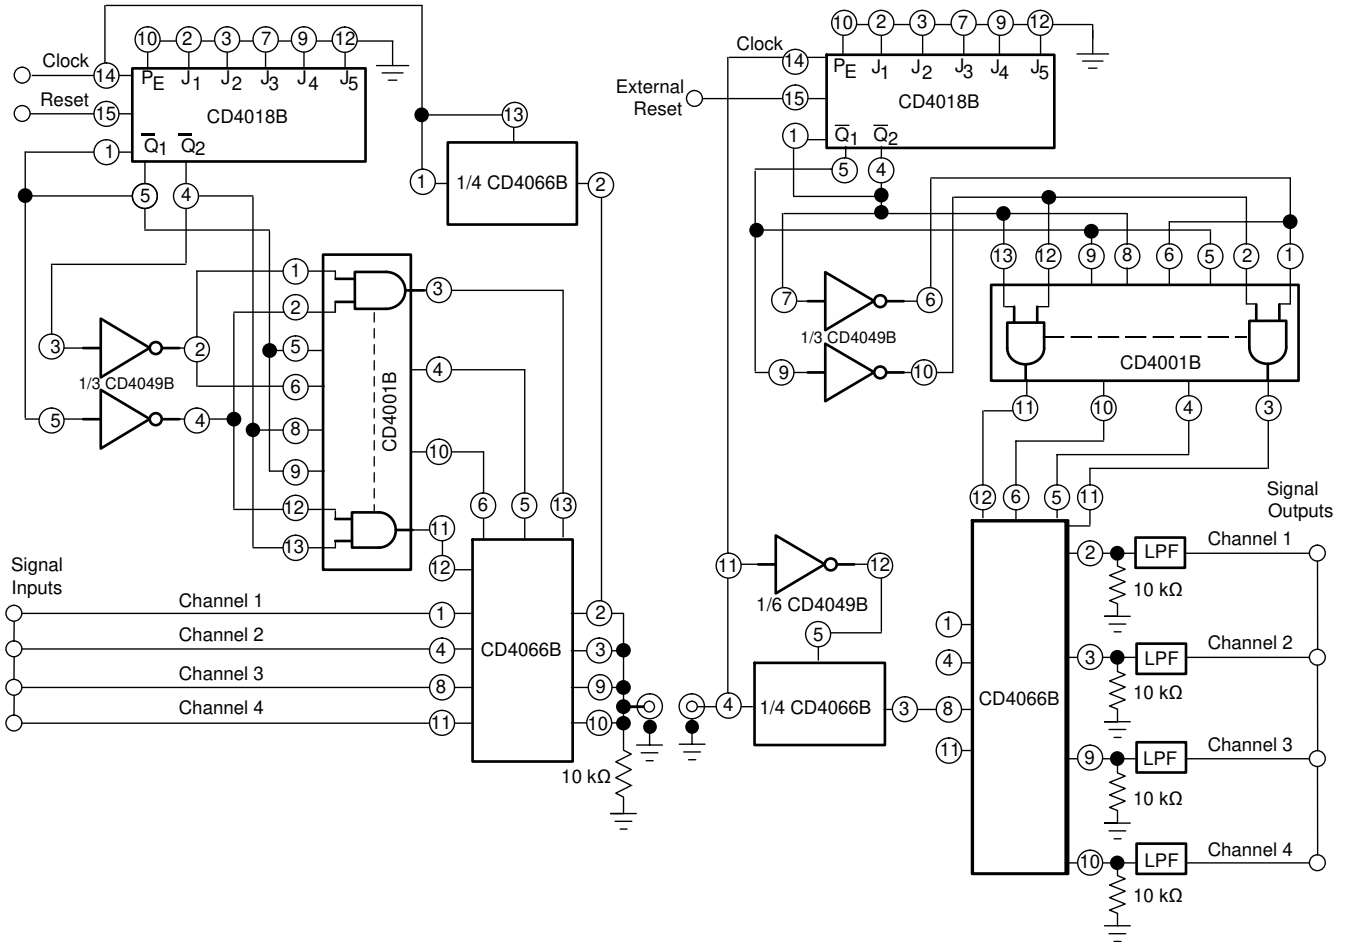 10 2 3 7 9 12
Clock 14 PE J1 J2 J3 J4 J5
Reset 15 CD4018B
1 Q̅1 Q̅2
5 4
13
1 1/4 CD4066B 2
1 3
2
3 2 5 4
1/3 CD4049B 6
5 4 8
CD4001B
9 10
12 6 5 13
13 11
12
Signal
Inputs
Channel 1 1 2
Channel 2 4 CD4066B 3
Channel 3 8 9
Channel 4 11 10
10 kΩ
10 2 3 7 9 12
Clock 14 PE J1 J2 J3 J4 J5
External
Reset 15 CD4018B
1 Q̅1 Q̅2
5 4
13 12 9 8 6 5 2 1
7 6
1/3 CD4049B
9 10
CD4001B
11 10 4 3
12 6 5 11
Signal
Outputs
11 12
1/6 CD4049B
5
4 1/4 CD4066B 3
1
4
8
11
CD4066B
2 LPF Channel 1
10 kΩ
3 LPF Channel 2
10 kΩ
9 LPF Channel 3
10 kΩ
10 LPF Channel 4
10 kΩ